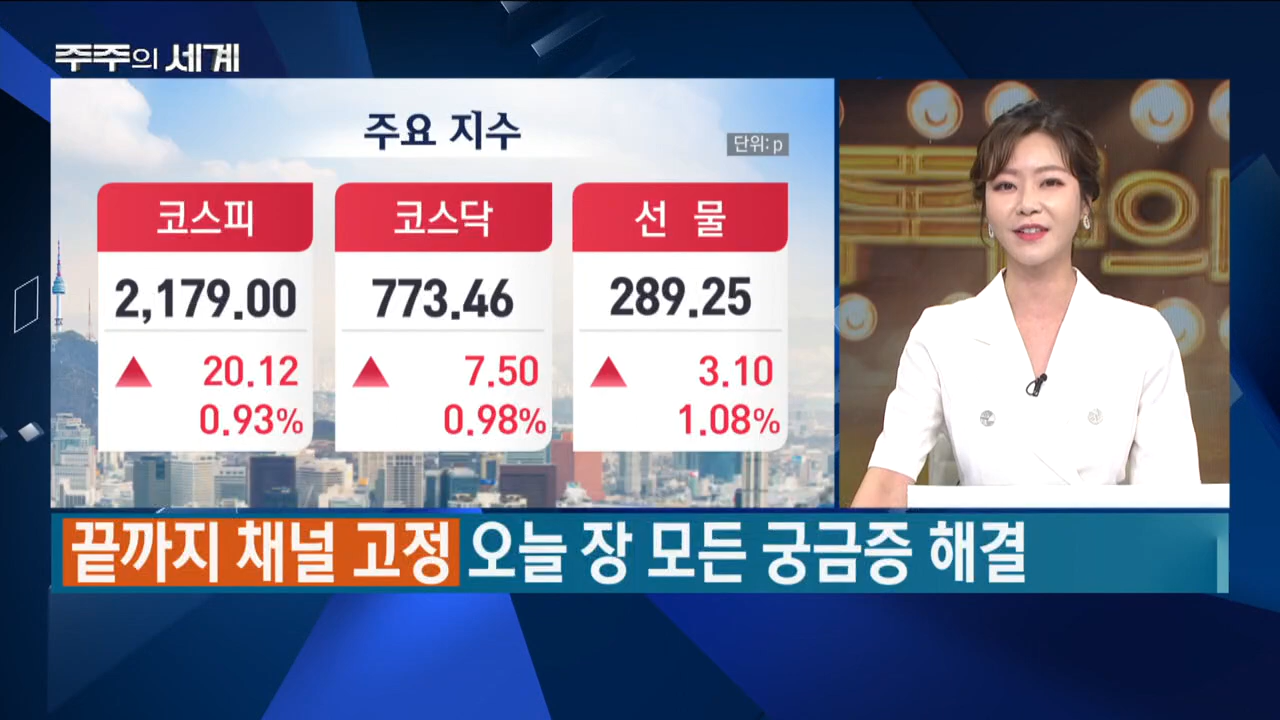 주주의 세계
주요 지수
단위:p
코스피
2,179.00
▲ 20.12
0.93%
코스닥
773.46
▲ 7.50
0.98%
선 물
289.25
▲ 3.10
1.08%
끝까지 채널 고정 오늘 장 모든 궁금증 해결